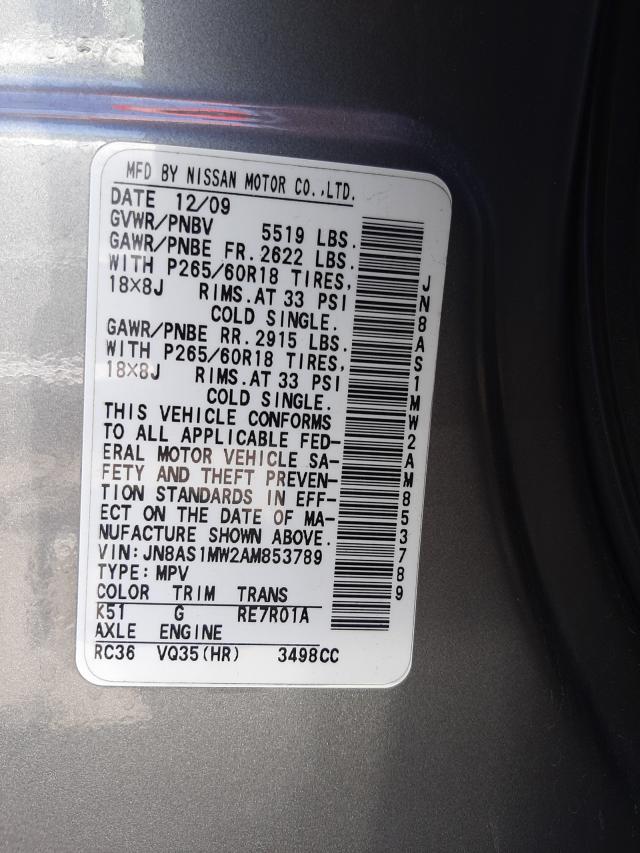 MFD BY NISSAN MOTOR CO.,LTD.
DATE 12/09
GVWR/PNBV 5519 LBS.
GAWR/PNBE FR.2622 LBS.
WITH P265/60R18 TIRES,
18X8J RIMS.AT 33 PSI
COLD SINGLE.
GAWR/PNBE RR.2915 LBS.
WITH P265/60R18 TIRES,
18X8J RIMS.AT 33 PSI
COLD SINGLE.
THIS VEHICLE CONFORMS
TO ALL APPLICABLE FED-
ERAL MOTOR VEHICLE SA-
FETY AND THEFT PREVEN-
TION STANDARDS IN EFF-
ECT ON THE DATE OF MA-
NUFACTURE SHOWN ABOVE.
VIN:JN8AS1MW2AM853789
TYPE:MPV
COLOR TRIM TRANS
K51 G RE7R01A
AXLE ENGINE
RC36 VQ35(HR) 3498CC
JN8AS1MW2AM853789